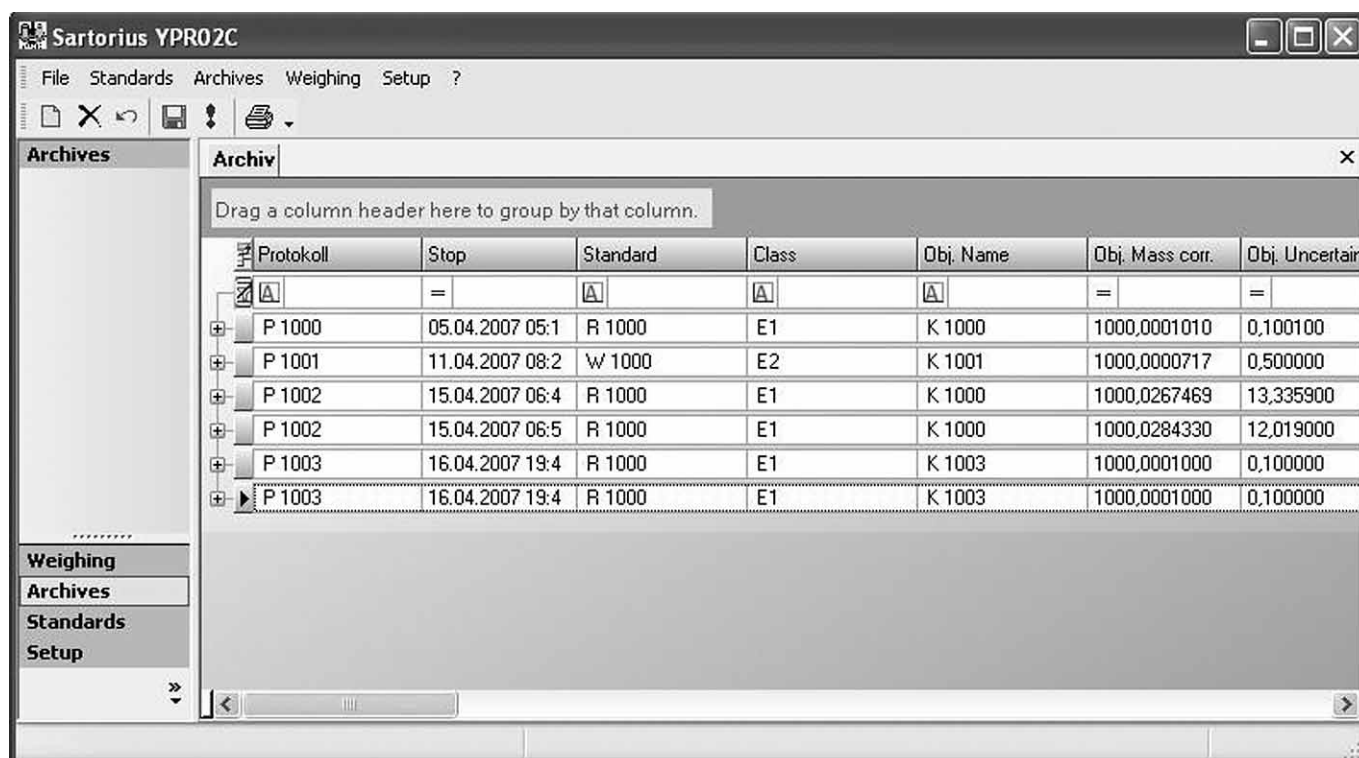 Sartorius YPR02C
File Standards Archives Weighing Setup ?
Archives
Archiv
Drag a column header here to group by that column.
Protokoll Stop Standard Class Obj. Name Obj. Mass corr. Obj. Uncertain
A = A A A = =
P 1000 05.04.2007 05:1 R 1000 E1 K 1000 1000,0001010 0,100100
P 1001 11.04.2007 08:2 W 1000 E2 K 1001 1000,0000717 0,500000
P 1002 15.04.2007 06:4 R 1000 E1 K 1000 1000,0267469 13,335900
P 1002 15.04.2007 06:5 R 1000 E1 K 1000 1000,0284330 12,019000
P 1003 16.04.2007 19:4 R 1000 E1 K 1003 1000,0001000 0,100000
P 1003 16.04.2007 19:4 R 1000 E1 K 1003 1000,0001000 0,100000
Weighing
Archives
Standards
Setup